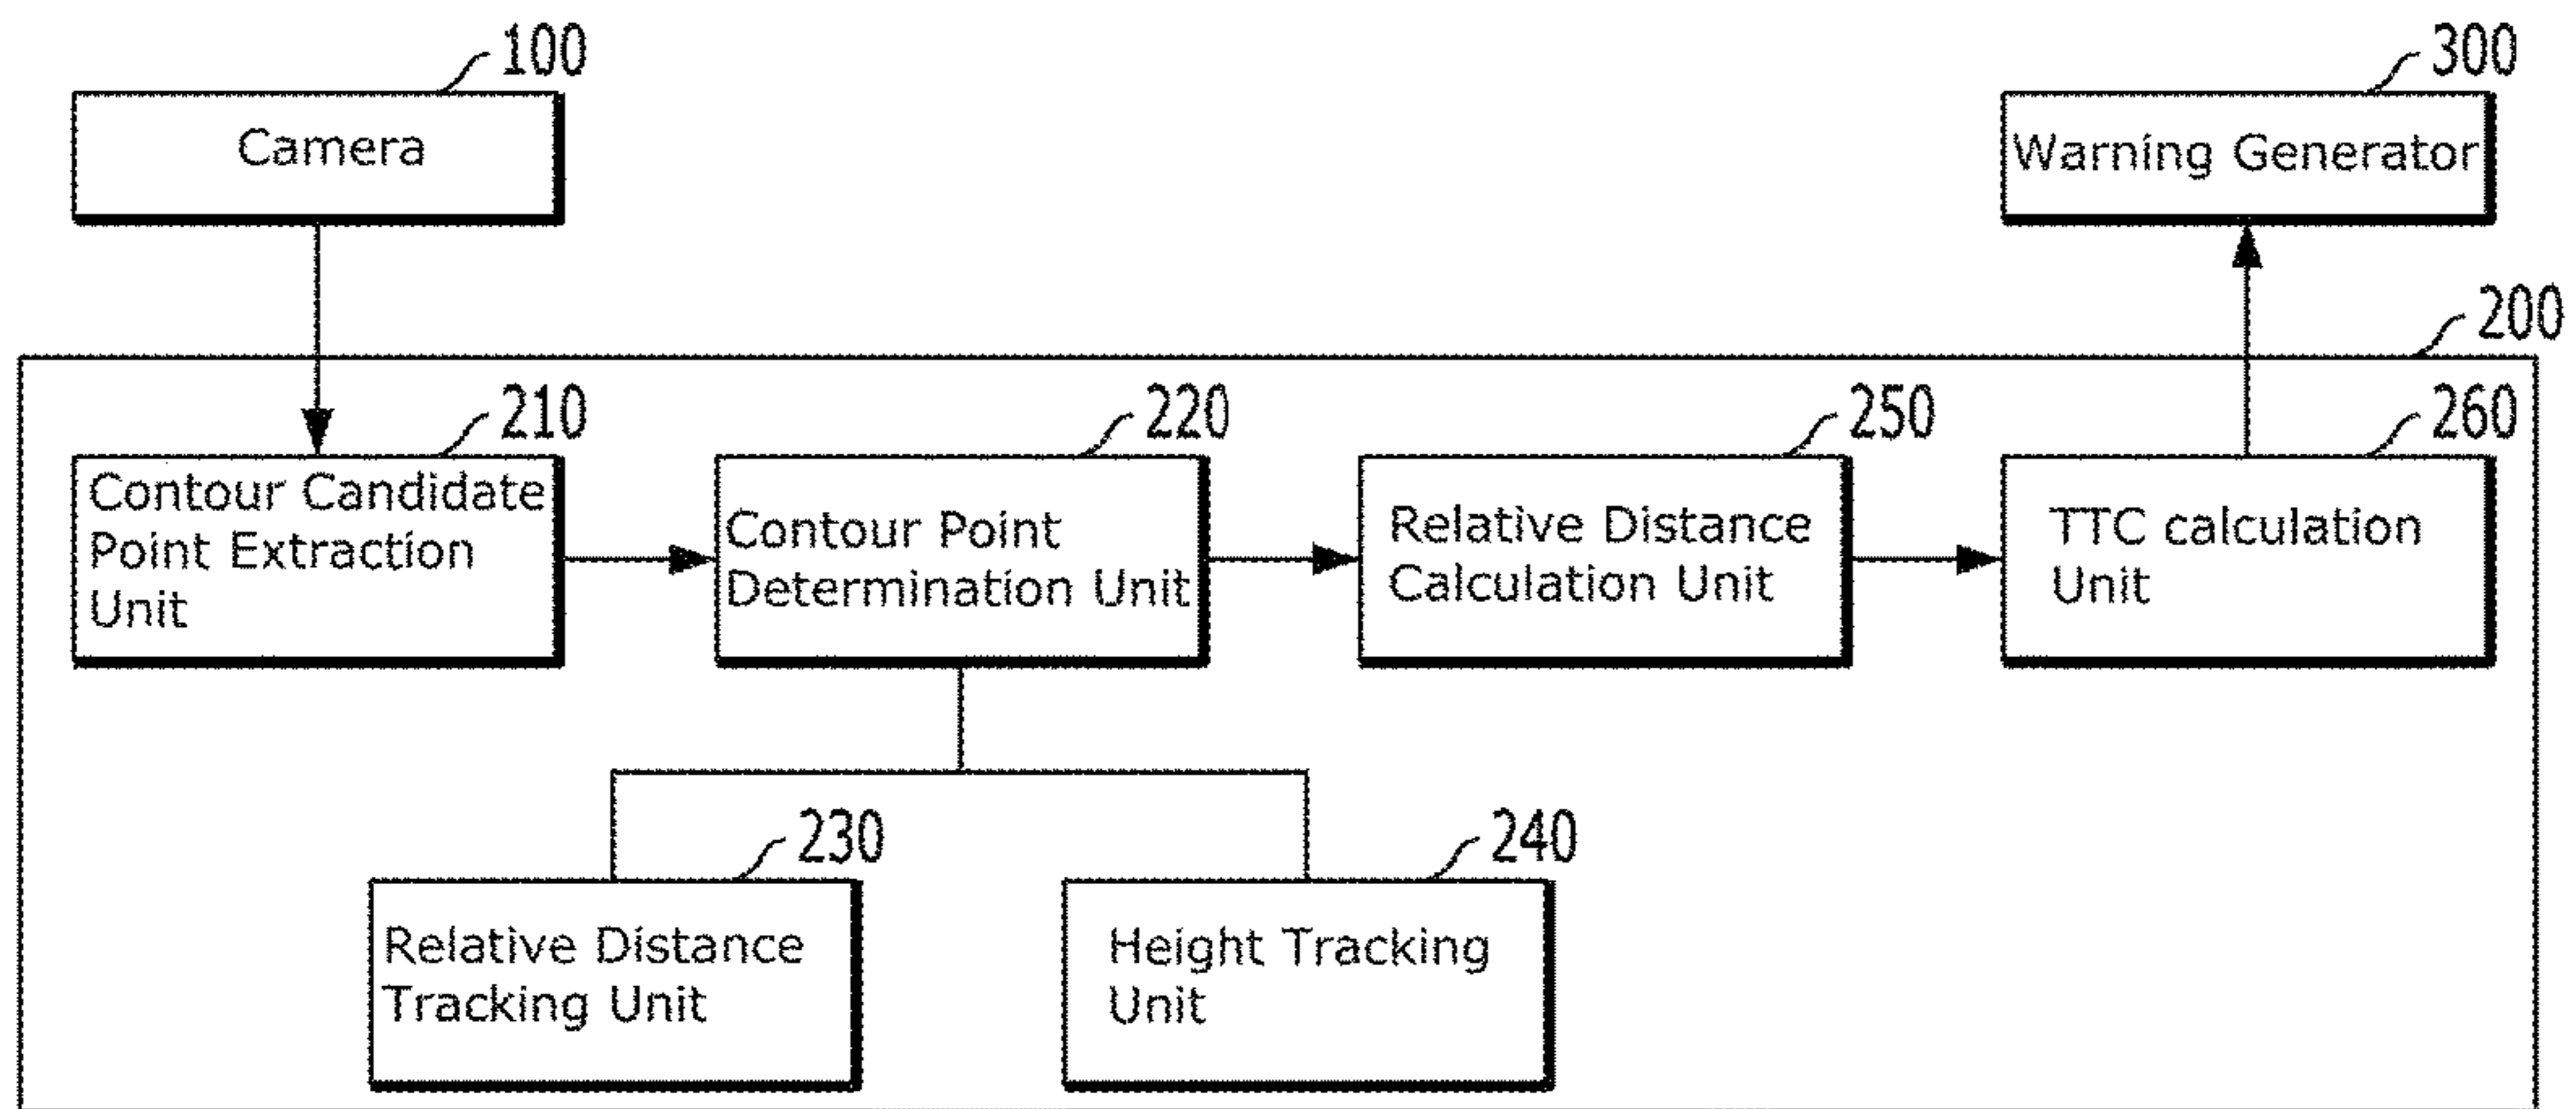 100
Camera
300
Warning Generator
200
210
Contour Candidate
Point Extraction
Unit
220
Contour Point
Determination Unit
250
Relative Distance
Calculation Unit
260
TTC calculation
Unit
230
Relative Distance
Tracking Unit
240
Height Tracking
Unit